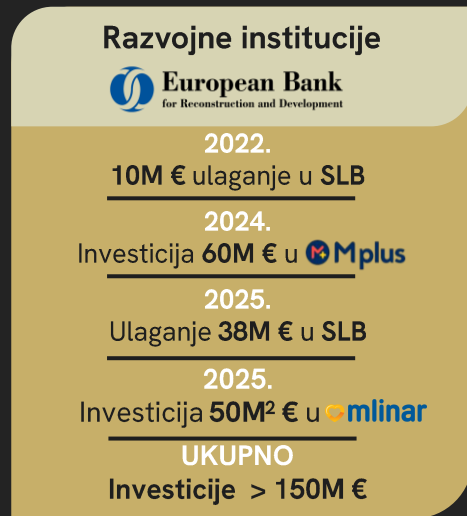 Razvojne institucije
European Bank
for Reconstruction and Development
2022.
10M € ulaganje u SLB
2024.
Investicija 60M € u M+ Mplus
2025.
Ulaganje 38M € u SLB
2025.
Investicija 50M² € u mlinar
UKUPNO
Investicije > 150M €